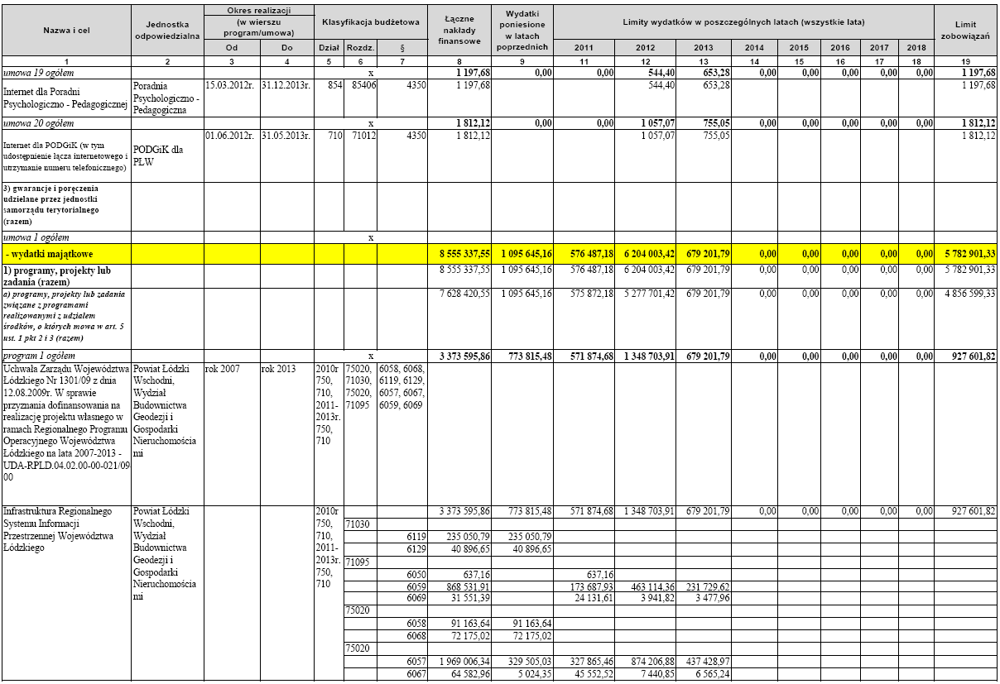 Nazwa i cel | Jednostka odpowiedzialna | Okres realizacji (w wierszu program/umowa) | Klasyfikacja budżetowa | Łączne nakłady finansowe | Wydatki poniesione w latach poprzednich | Limity wydatków w poszczególnych latach (wszystkie lata) | Limit zobowiązań
Od | Do | Dział | Rozdz. | § | 2011 | 2012 | 2013 | 2014 | 2015 | 2016 | 2017 | 2018
1 | 2 | 3 | 4 | 5 | 6 | 7 | 8 | 9 | 11 | 12 | 13 | 14 | 15 | 16 | 17 | 18 | 19
umowa 19 ogółem | x | 1 197,68 | 0,00 | 0,00 | 544,40 | 653,28 | 0,00 | 0,00 | 0,00 | 0,00 | 0,00 | 1 197,68
Internet dla Poradni Psychologiczno - Pedagogicznej | Poradnia Psychologiczno - Pedagogiczna | 15.03.2012r. | 31.12.2013r. | 854 | 85406 | 4350 | 1 197,68 | 544,40 | 653,28 | 1 197,68
umowa 20 ogółem | x | 1 812,12 | 0,00 | 0,00 | 1 057,07 | 755,05 | 0,00 | 0,00 | 0,00 | 0,00 | 0,00 | 1 812,12
Internet dla PODGiK (w tym udostępnienie łącza internetowego i utrzymanie numeru telefonicznego) | PODGiK dla PŁW | 01.06.2012r. | 31.05.2013r. | 710 | 71012 | 4350 | 1 812,12 | 1 057,07 | 755,05 | 1 812,12
3) gwarancje i poręczenia udzielane przez jednostki samorządu terytorialnego (razem)
umowa 1 ogółem | x
- wydatki majątkowe | 8 555 337,55 | 1 095 645,16 | 576 487,18 | 6 204 003,42 | 679 201,79 | 0,00 | 0,00 | 0,00 | 0,00 | 0,00 | 5 782 901,33
1) programy, projekty lub zadania (razem) | 8 555 337,55 | 1 095 645,16 | 576 487,18 | 6 204 003,42 | 679 201,79 | 0,00 | 0,00 | 0,00 | 0,00 | 0,00 | 5 782 901,33
a) programy, projekty lub zadania związane z programami realizowanymi z udziałem środków, o których mowa w art. 5 ust. 1 pkt 2 i 3 (razem) | 7 628 420,55 | 1 095 645,16 | 575 872,18 | 5 277 701,42 | 679 201,79 | 0,00 | 0,00 | 0,00 | 0,00 | 0,00 | 4 856 599,33
program 1 ogółem | x | 3 373 595,86 | 773 815,48 | 571 874,68 | 1 348 703,91 | 679 201,79 | 0,00 | 0,00 | 0,00 | 0,00 | 0,00 | 927 601,82
Uchwała Zarządu Województwa Łódzkiego Nr 1301/09 z dnia 12.08.2009r. W sprawie przyznania dofinansowania na realizację projektu własnego w ramach Regionalnego Programu Operacyjnego Województwa Łódzkiego na lata 2007-2013 - UDA-RPLD.04.02.00-00-021/09 00 | Powiat Łódzki Wschodni, Wydział Budownictwa Geodezji i Gospodarki Nieruchomościa mi | rok 2007 | rok 2013 | 2010r 750, 710, 2011-2013r. 750, 710 | 75020, 71030, 75020, 71095 | 6058, 6068, 6119, 6129, 6057, 6067, 6059, 6069
Infrastruktura Regionalnego Systemu Informacji Przestrzennej Województwa Łódzkiego | Powiat Łódzki Wschodni, Wydział Budownictwa Geodezji i Gospodarki Nieruchomościa mi | 2010r 750, 710, 2011-2013r. 750, 710 | 3 373 595,86 | 773 815,48 | 571 874,68 | 1 348 703,91 | 679 201,79 | 0,00 | 0,00 | 0,00 | 0,00 | 0,00 | 927 601,82
71030
6119 | 235 050,79 | 235 050,79
6129 | 40 896,65 | 40 896,65
71095
6050 | 637,16 | 637,16
6059 | 868 531,91 | 173 687,93 | 463 114,36 | 231 729,62
6069 | 31 551,39 | 24 131,61 | 3 941,82 | 3 477,96
75020
6058 | 91 163,64 | 91 163,64
6068 | 72 175,02 | 72 175,02
75020
6057 | 1 969 006,34 | 329 505,03 | 327 865,46 | 874 206,88 | 437 428,97
6067 | 64 582,96 | 5 024,35 | 45 552,52 | 7 440,85 | 6 565,24